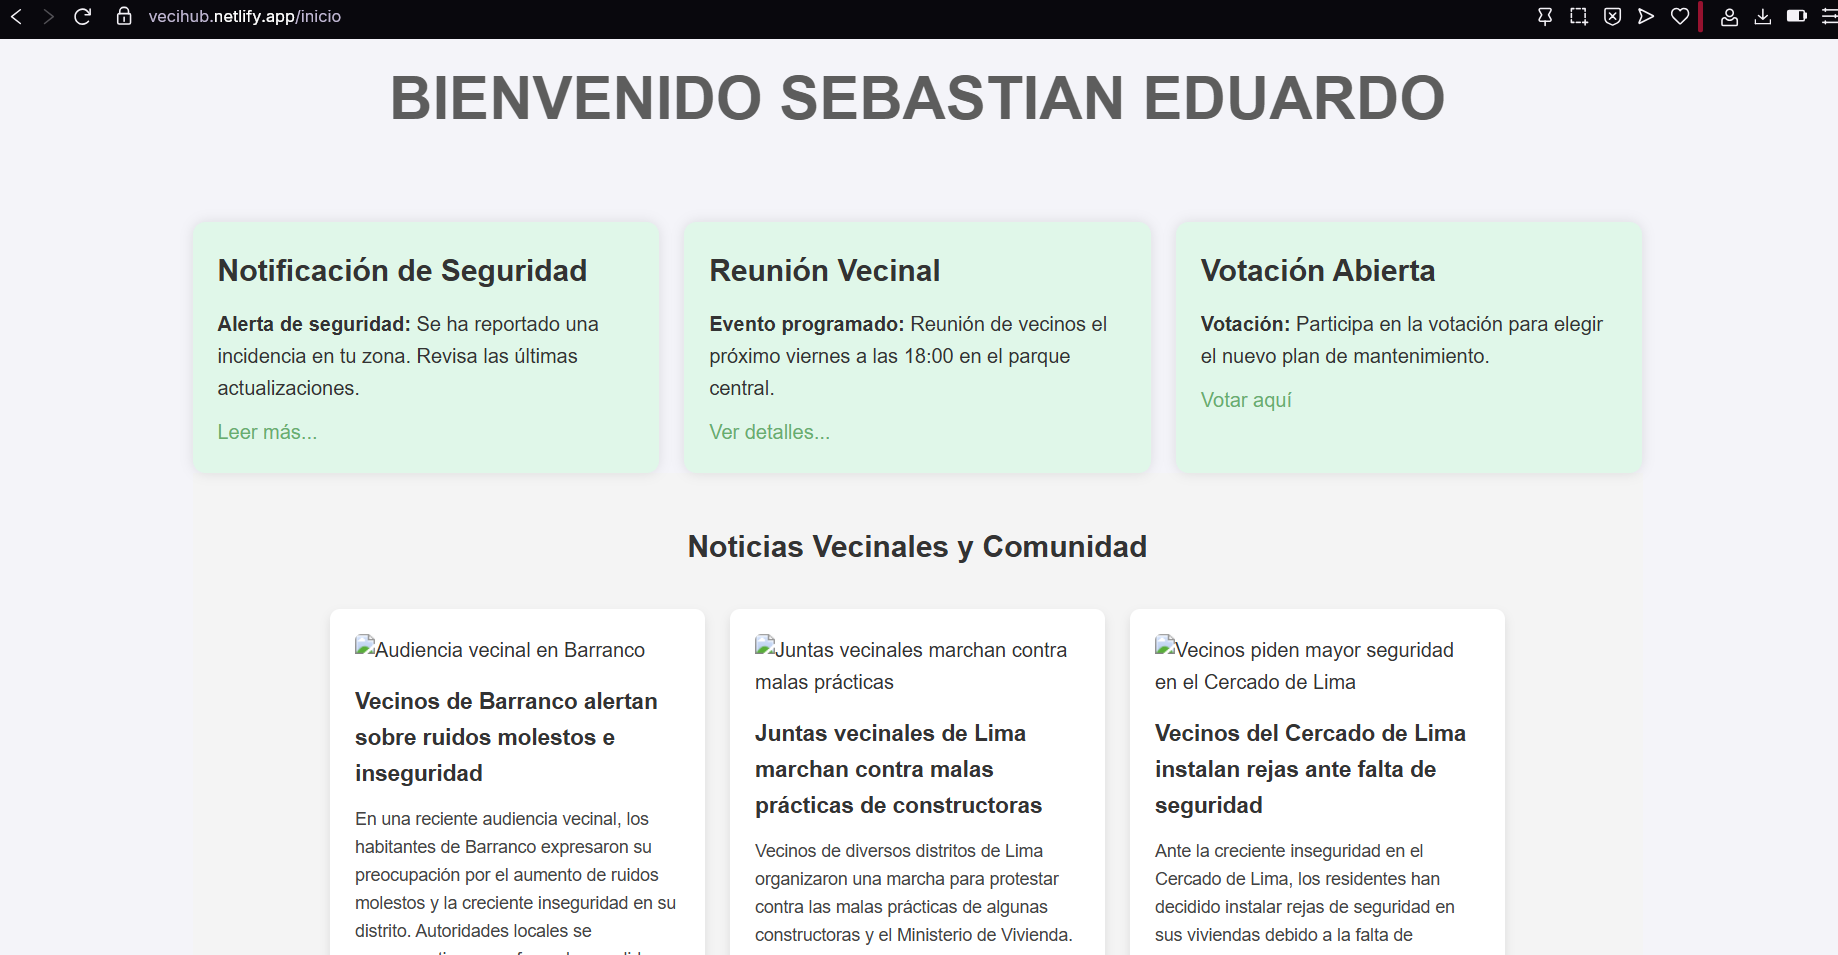 vecihub.netlify.app/inicio
BIENVENIDO SEBASTIAN EDUARDO
Notificación de Seguridad
Alerta de seguridad: Se ha reportado una
incidencia en tu zona. Revisa las últimas
actualizaciones.
Leer más...
Reunión Vecinal
Evento programado: Reunión de vecinos el
próximo viernes a las 18:00 en el parque
central.
Ver detalles...
Votación Abierta
Votación: Participa en la votación para elegir
el nuevo plan de mantenimiento.
Votar aquí
Noticias Vecinales y Comunidad
Audiencia vecinal en Barranco
Vecinos de Barranco alertan
sobre ruidos molestos e
inseguridad
En una reciente audiencia vecinal, los
habitantes de Barranco expresaron su
preocupación por el aumento de ruidos
molestos y la creciente inseguridad en su
distrito. Autoridades locales se
Juntas vecinales marchan contra
malas prácticas
Juntas vecinales de Lima
marchan contra malas
prácticas de constructoras
Vecinos de diversos distritos de Lima
organizaron una marcha para protestar
contra las malas prácticas de algunas
constructoras y el Ministerio de Vivienda.
Vecinos piden mayor seguridad
en el Cercado de Lima
Vecinos del Cercado de Lima
instalan rejas ante falta de
seguridad
Ante la creciente inseguridad en el
Cercado de Lima, los residentes han
decidido instalar rejas de seguridad en
sus viviendas debido a la falta de